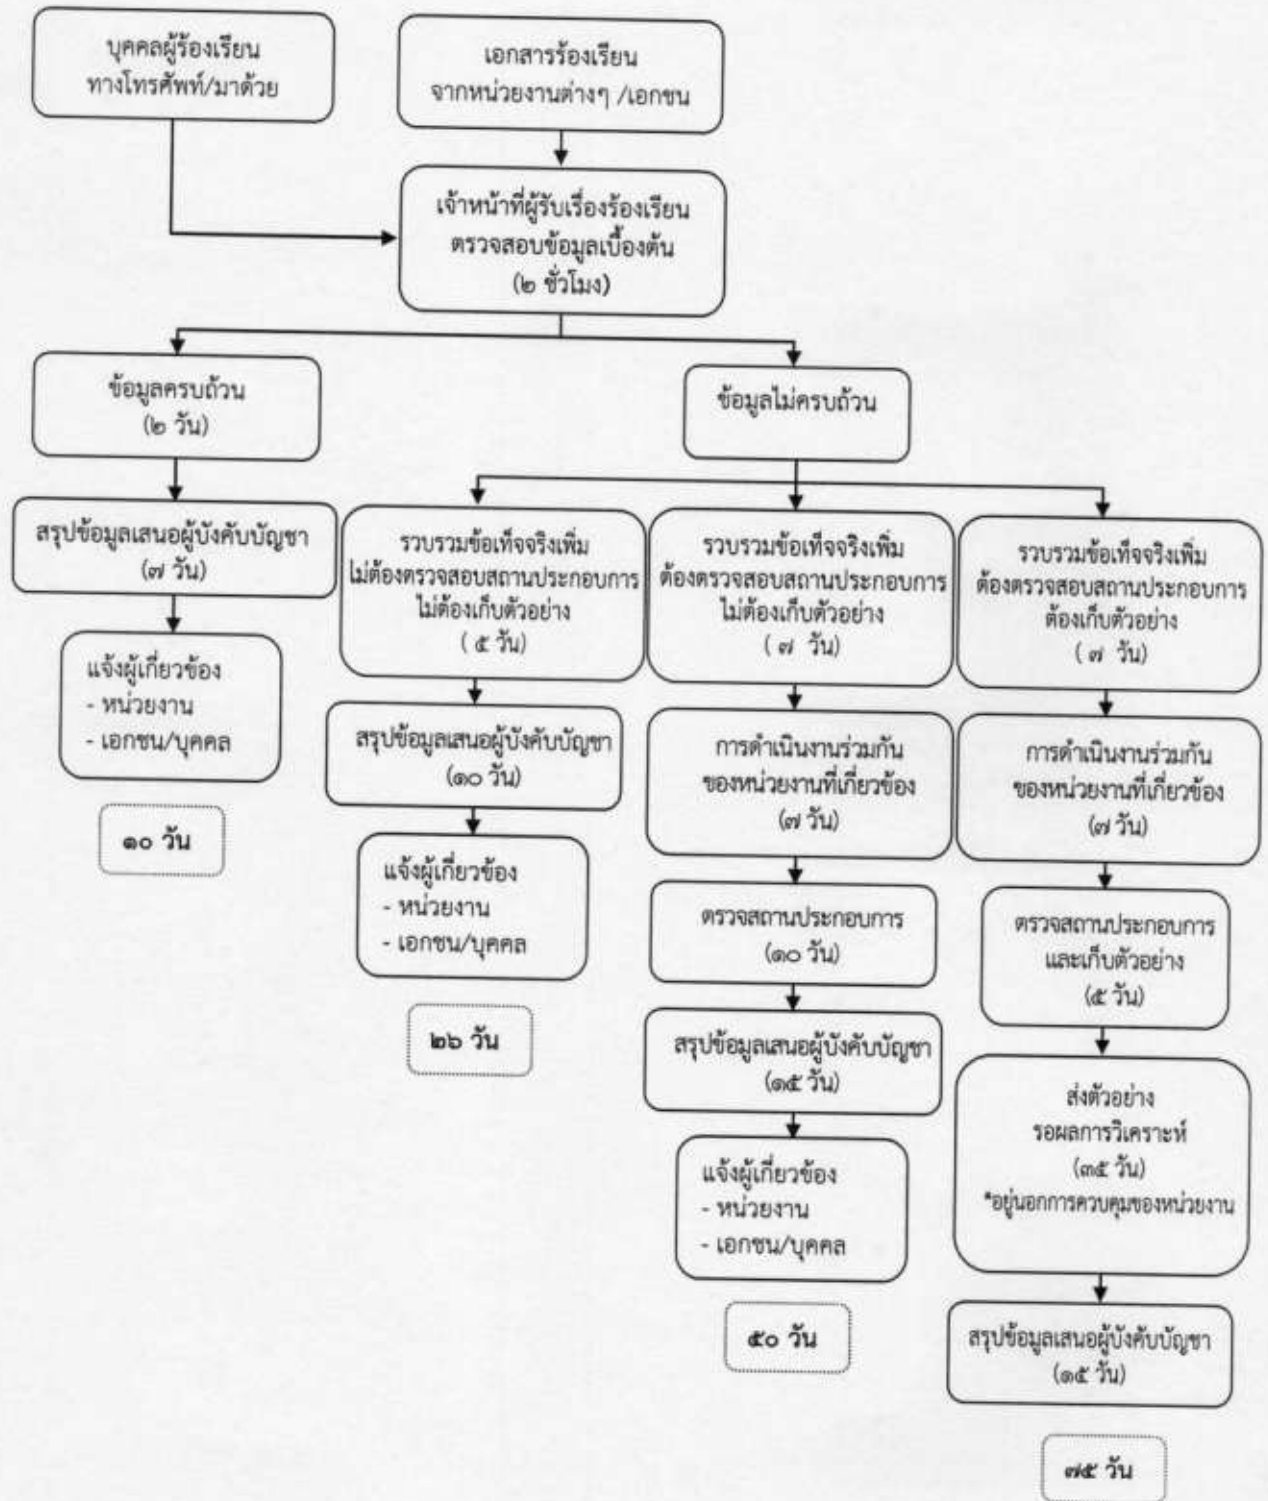 บุคคลผู้ร้องเรียน
ทางโทรศัพท์/มาด้วย
เอกสารร้องเรียน
จากหน่วยงานต่างๆ /เอกชน
เจ้าหน้าที่ผู้รับเรื่องร้องเรียน
ตรวจสอบข้อมูลเบื้องต้น
(๒ ชั่วโมง)
ข้อมูลครบถ้วน
(๒ วัน)
ข้อมูลไม่ครบถ้วน
สรุปข้อมูลเสนอผู้บังคับบัญชา
(๗ วัน)
แจ้งผู้เกี่ยวข้อง
- หน่วยงาน
- เอกชน/บุคคล
๑๐ วัน
รวบรวมข้อเท็จจริงเพิ่ม
ไม่ต้องตรวจสอบสถานประกอบการ
ไม่ต้องเก็บตัวอย่าง
( ๕ วัน)
สรุปข้อมูลเสนอผู้บังคับบัญชา
(๑๐ วัน)
แจ้งผู้เกี่ยวข้อง
- หน่วยงาน
- เอกชน/บุคคล
๒๖ วัน
รวบรวมข้อเท็จจริงเพิ่ม
ต้องตรวจสอบสถานประกอบการ
ไม่ต้องเก็บตัวอย่าง
( ๗ วัน)
การดำเนินงานร่วมกัน
ของหน่วยงานที่เกี่ยวข้อง
(๗ วัน)
ตรวจสถานประกอบการ
(๑๐ วัน)
สรุปข้อมูลเสนอผู้บังคับบัญชา
(๑๕ วัน)
แจ้งผู้เกี่ยวข้อง
- หน่วยงาน
- เอกชน/บุคคล
๕๐ วัน
รวบรวมข้อเท็จจริงเพิ่ม
ต้องตรวจสอบสถานประกอบการ
ต้องเก็บตัวอย่าง
( ๗ วัน)
การดำเนินงานร่วมกัน
ของหน่วยงานที่เกี่ยวข้อง
(๗ วัน)
ตรวจสถานประกอบการ
และเก็บตัวอย่าง
(๕ วัน)
ส่งตัวอย่าง
รอผลการวิเคราะห์
(๓๕ วัน)
*อยู่นอกการควบคุมของหน่วยงาน
สรุปข้อมูลเสนอผู้บังคับบัญชา
(๑๕ วัน)
๗๕ วัน